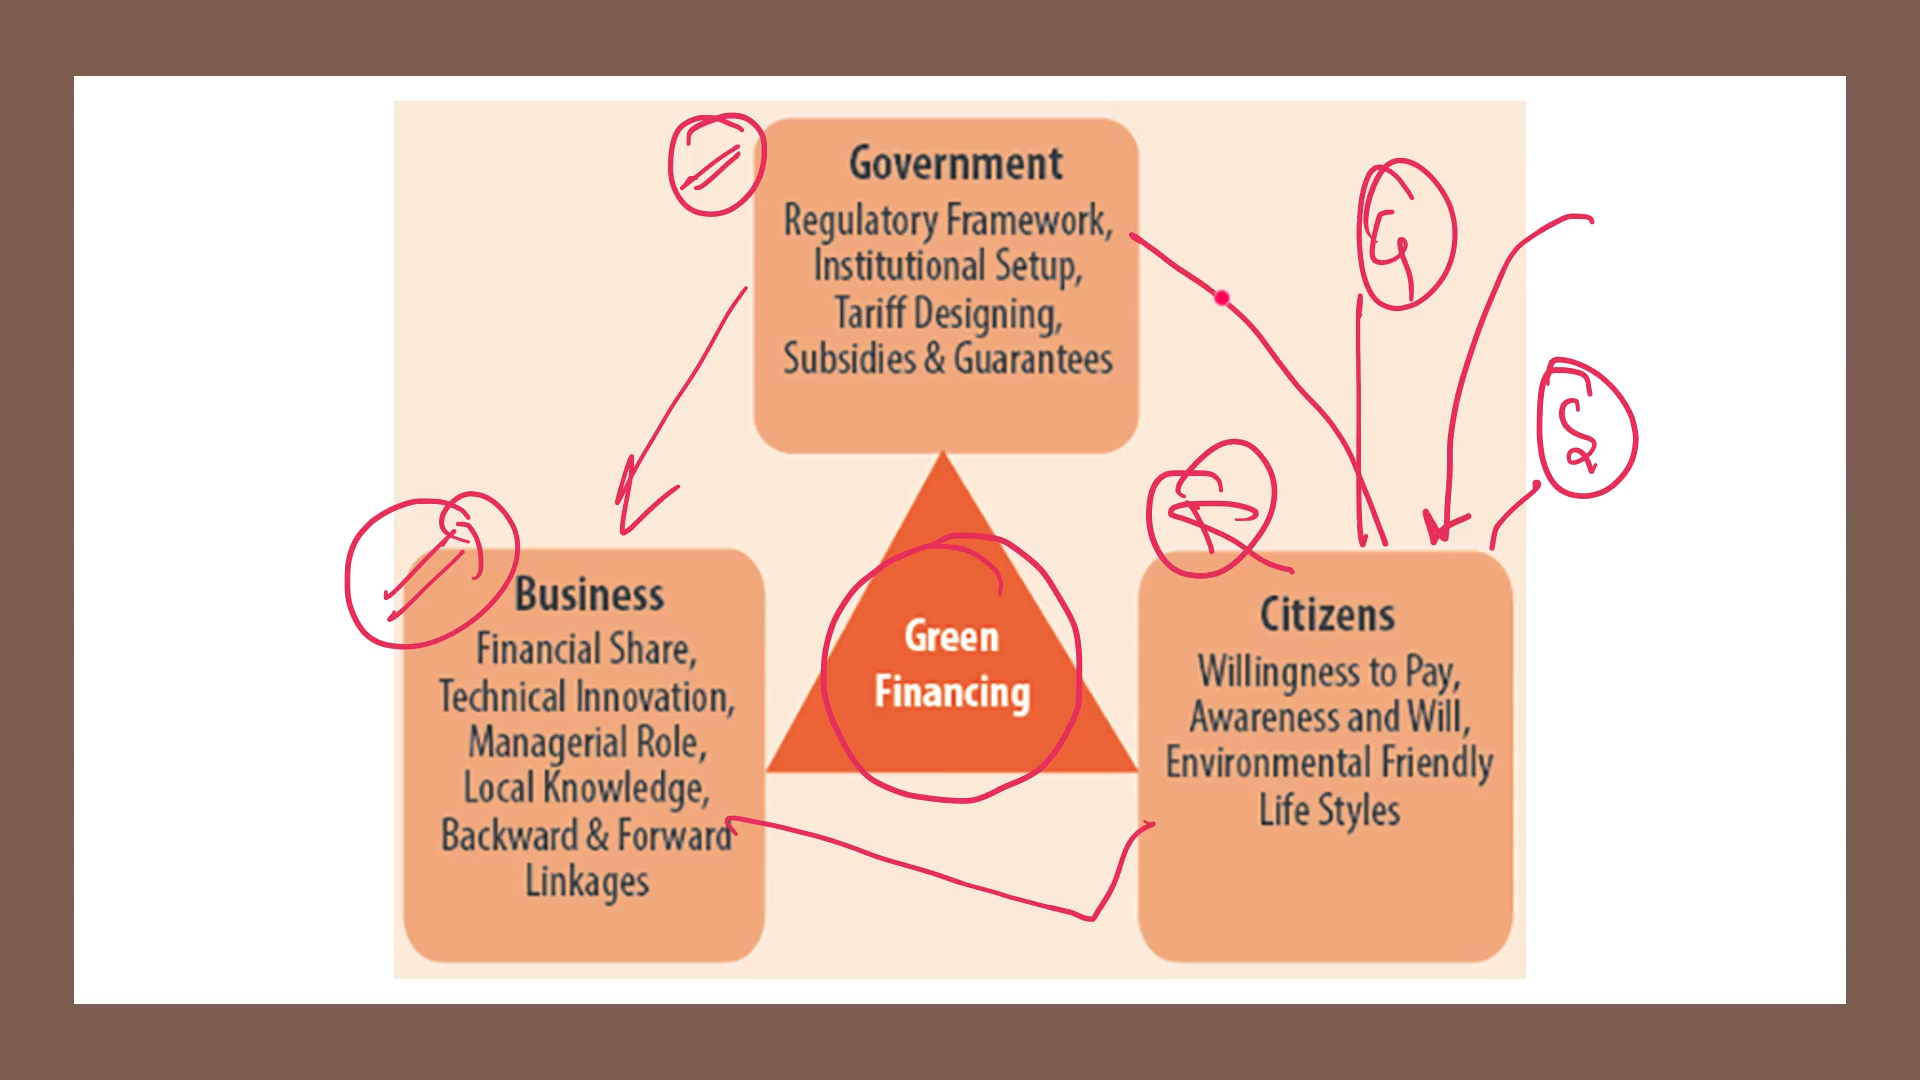 Government
Regulatory Framework,
Institutional Setup,
Tariff Designing,
Subsidies & Guarantees
Green
Financing
Business
Financial Share,
Technical Innovation,
Managerial Role,
Local Knowledge,
Backward & Forward
Linkages
Citizens
Willingness to Pay,
Awareness and Will,
Environmental Friendly
Life Styles